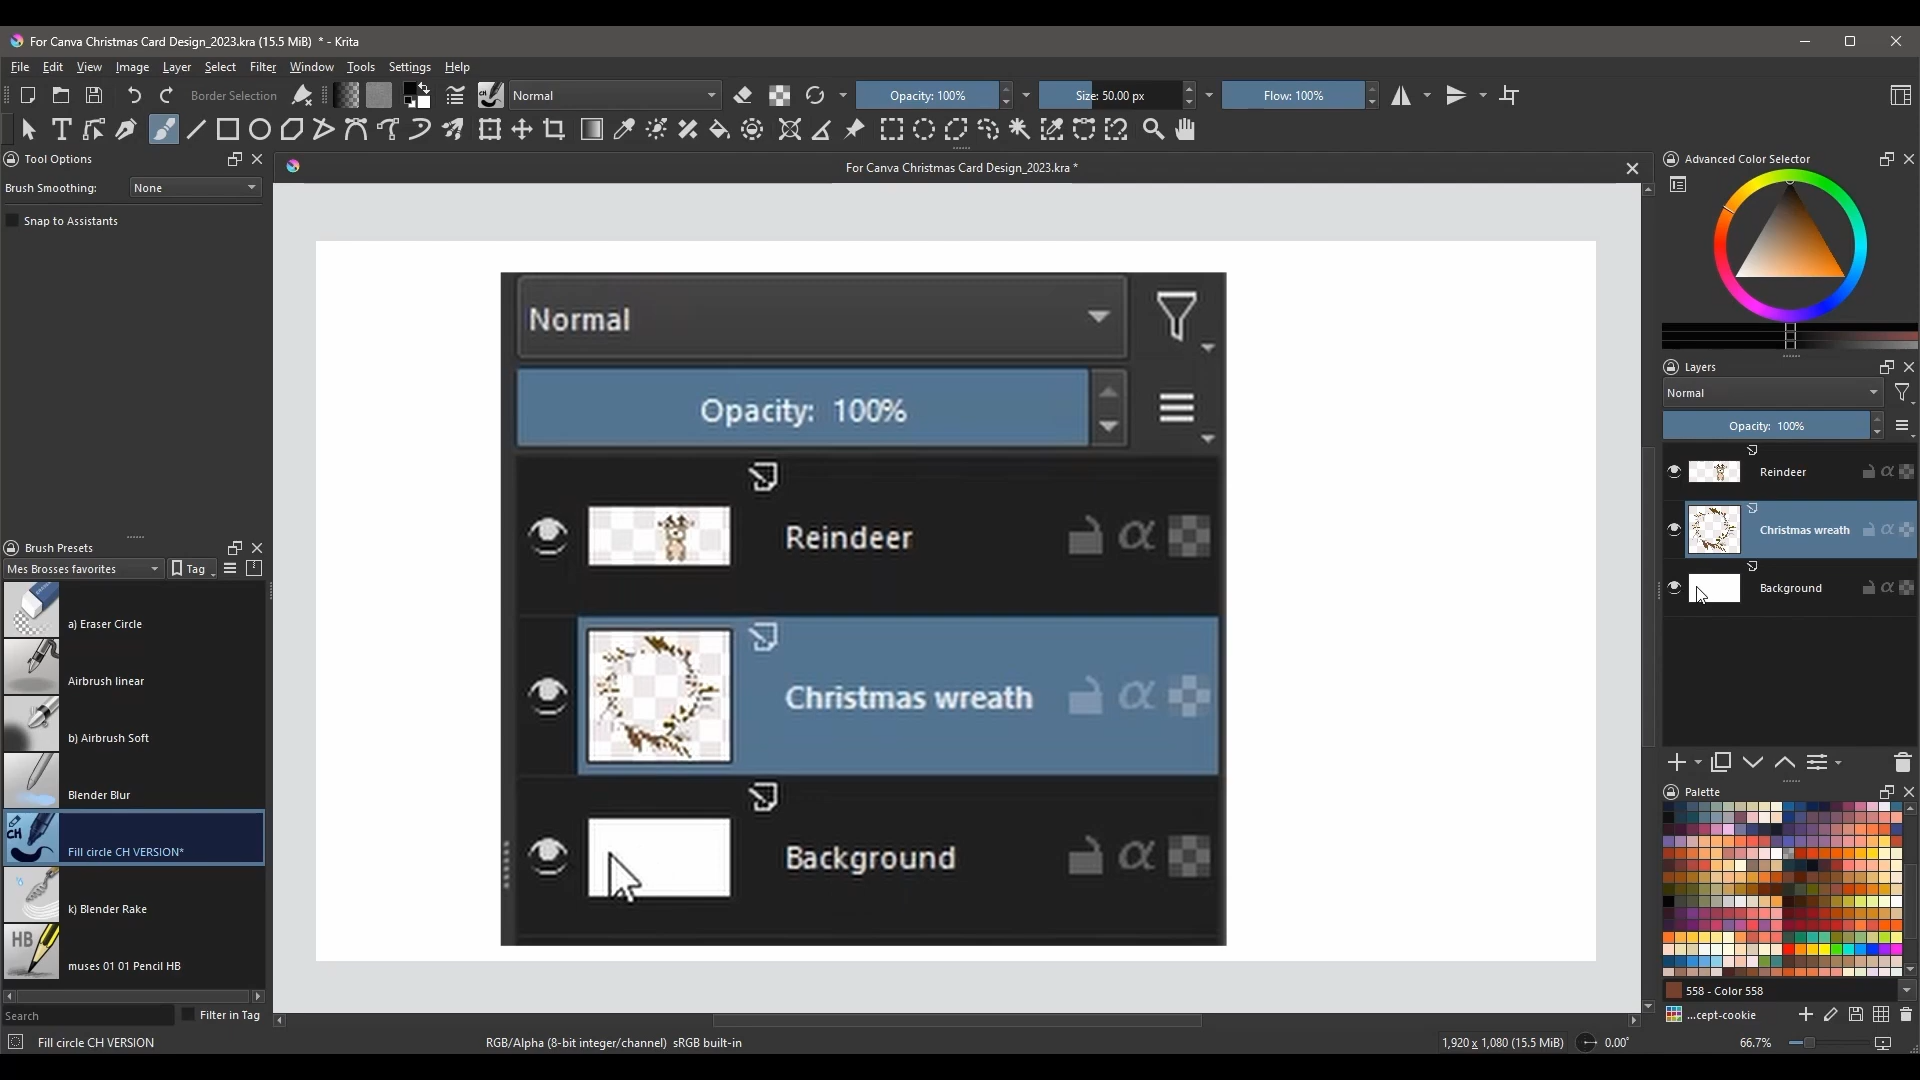 For Canva Christmas Card Design_2023.kra (15.5 MiB) * - Krita
File Edit View Image Layer Select Filter Window Tools Settings Help
Border Selection Normal Opacity: 100% Size: 50.00 px Flow: 100%
Tool Options
For Canva Christmas Card Design_2023.kra *
Advanced Color Selector
Brush Smoothing: None
Snap to Assistants
Normal
Opacity: 100%
Reindeer
Christmas wreath
Background
Layers
Normal
Opacity: 100%
Reindeer
Christmas wreath
Background
Brush Presets
Mes Brosses favorites Tag
a) Eraser Circle
Airbrush linear
b) Airbrush Soft
Blender Blur
CH
Fill circle CH VERSION*
k) Blender Rake
HB
muses 01 01 Pencil HB
Search Filter in Tag
Palette
558 - Color 558
...cept-cookie
Fill circle CH VERSION
RGB/Alpha (8-bit integer/channel) sRGB built-in
1,920 x 1,080 (15.5 MiB) 0.00° 66.7%